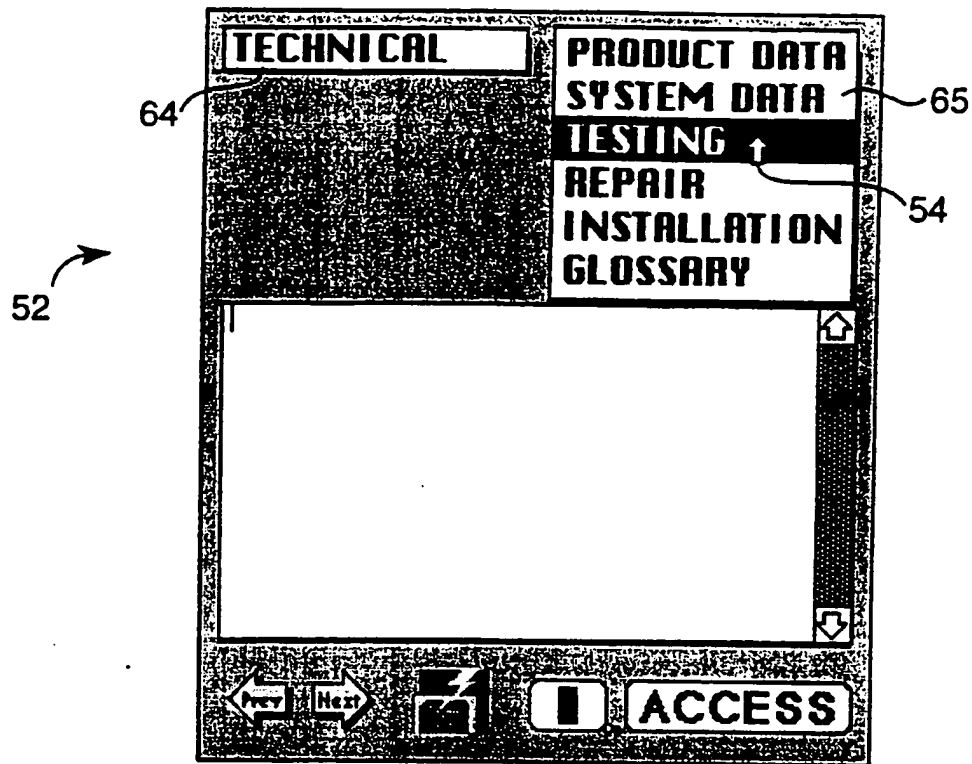 TECHNICAL
64
PRODUCT DATA
SYSTEM DATA
65
TESTING
54
REPAIR
INSTALLATION
GLOSSARY
52
Prev
Next
ACCESS